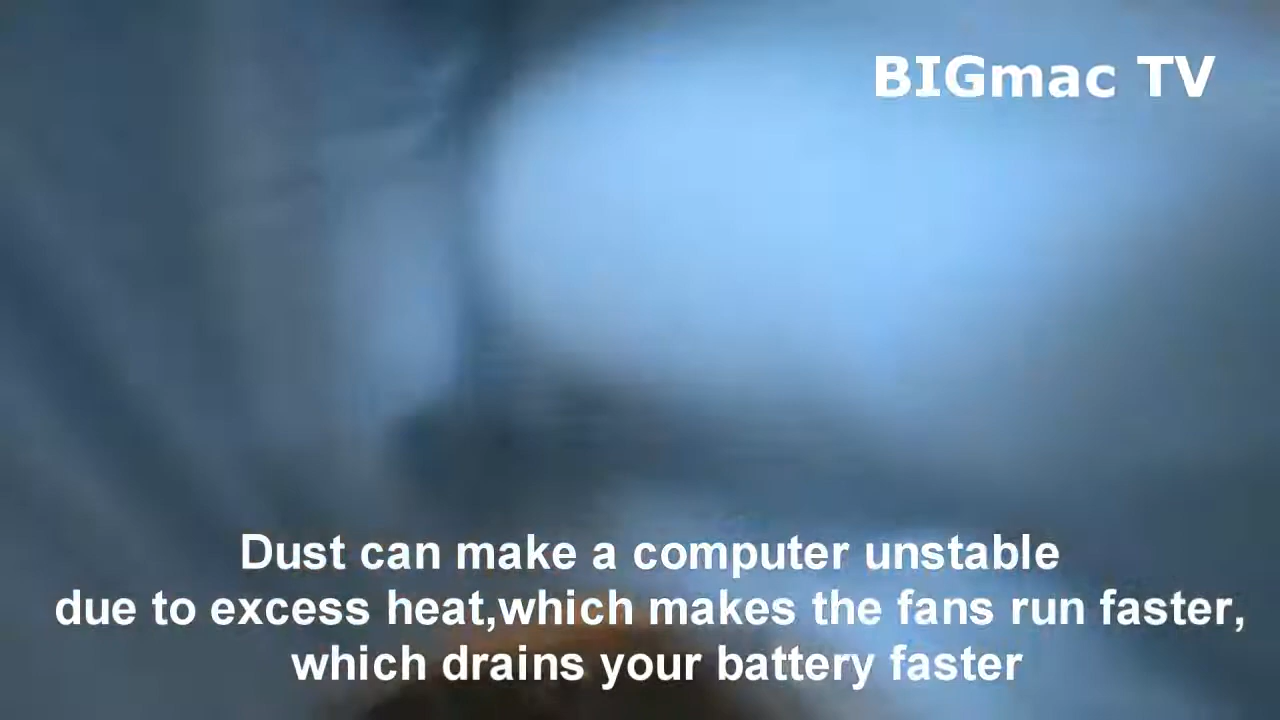 BIGmac TV
Dust can make a computer unstable
due to excess heat,which makes the fans run faster,
which drains your battery faster